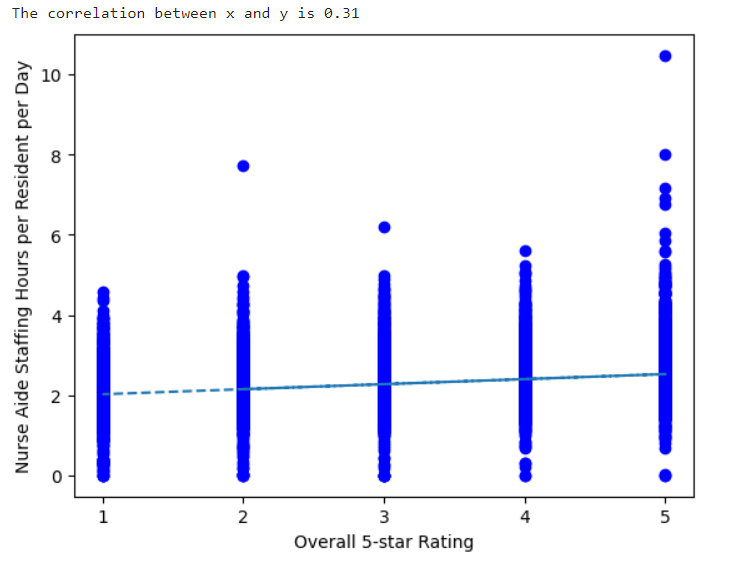 The correlation between x and y is 0.31
Nurse Aide Staffing Hours per Resident per Day
10
8
6
4
2
0
1 2 3 4 5
Overall 5-star Rating